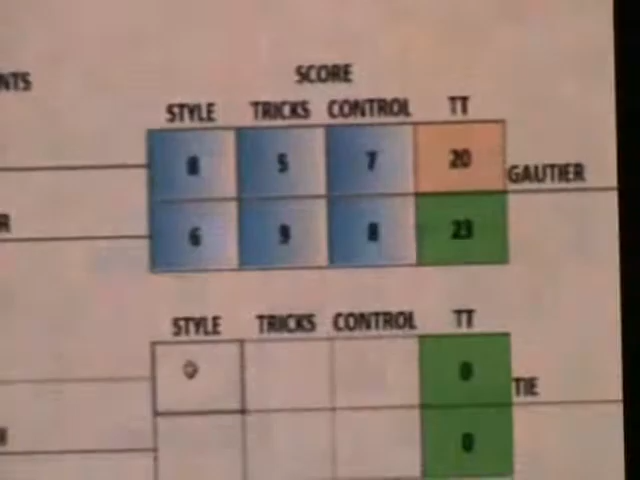 NTS
SCORE
STYLE TRICKS CONTROL TT
8 5 7 20 GAUTIER
R 6 9 8 23
STYLE TRICKS CONTROL TT
0 TIE
0